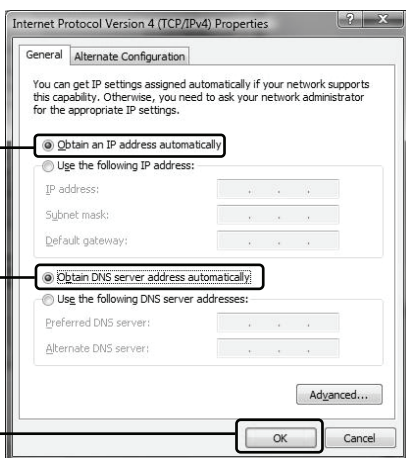 Internet Protocol Version 4 (TCP/IPv4) Properties
General
Alternate Configuration
You can get IP settings assigned automatically if your network supports
this capability. Otherwise, you need to ask your network administrator
for the appropriate IP settings.
Obtain an IP address automatically
Use the following IP address:
IP address:
Subnet mask:
Default gateway:
Obtain DNS server address automatically
Use the following DNS server addresses:
Preferred DNS server:
Alternate DNS server:
Advanced...
OK
Cancel